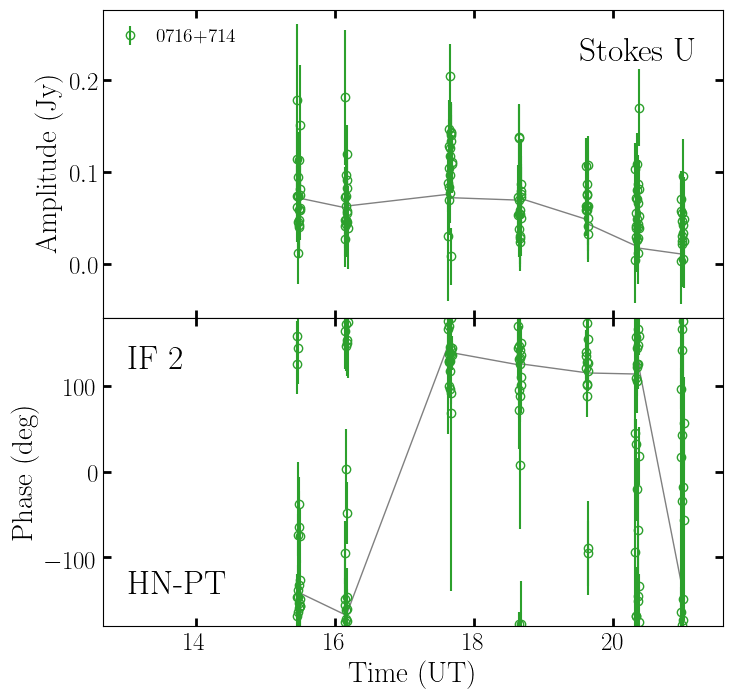 0716+714
Stokes U
0.2
0.1
0.0
Amplitude (Jy)
IF 2
100
0
−100
Phase (deg)
HN-PT
14 16 18 20
Time (UT)